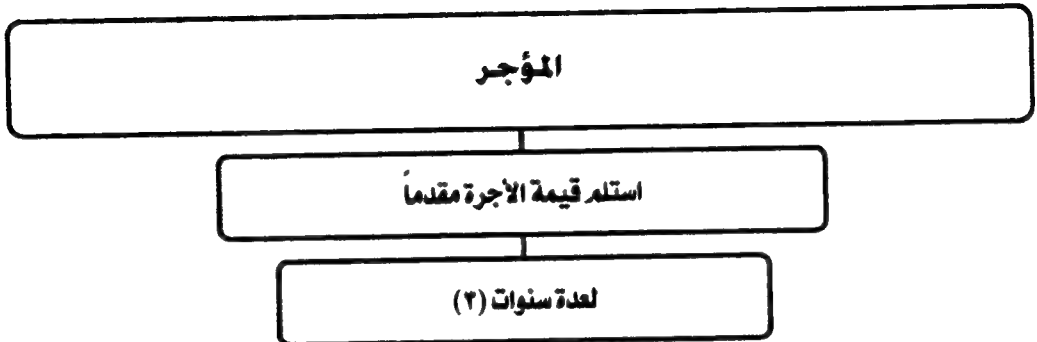 المؤجر
استلم قيمة الأجرة مقدماً
لعدة سنوات (٣)